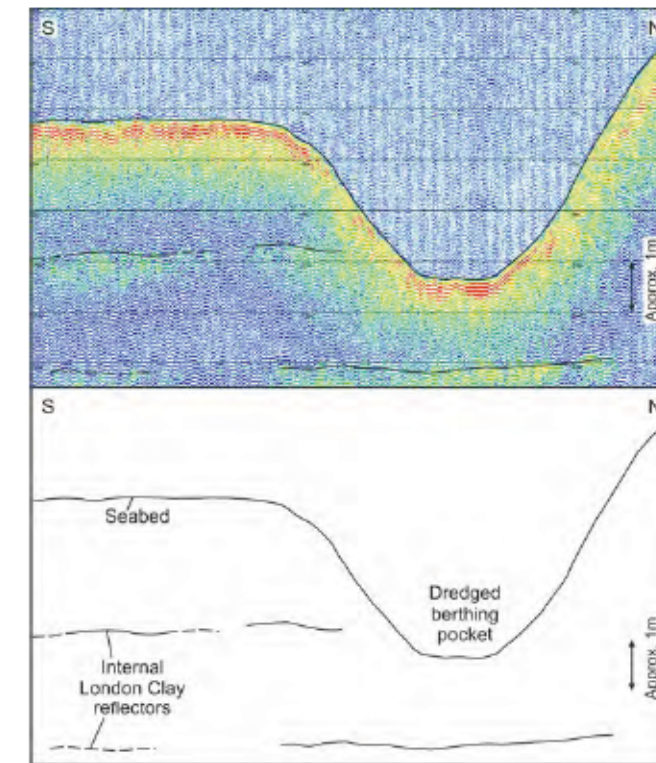 S
N
Approx. 1m
S
N
Seabed
Dredged
berthing
pocket
Approx. 1m
Internal
London Clay
reflectors